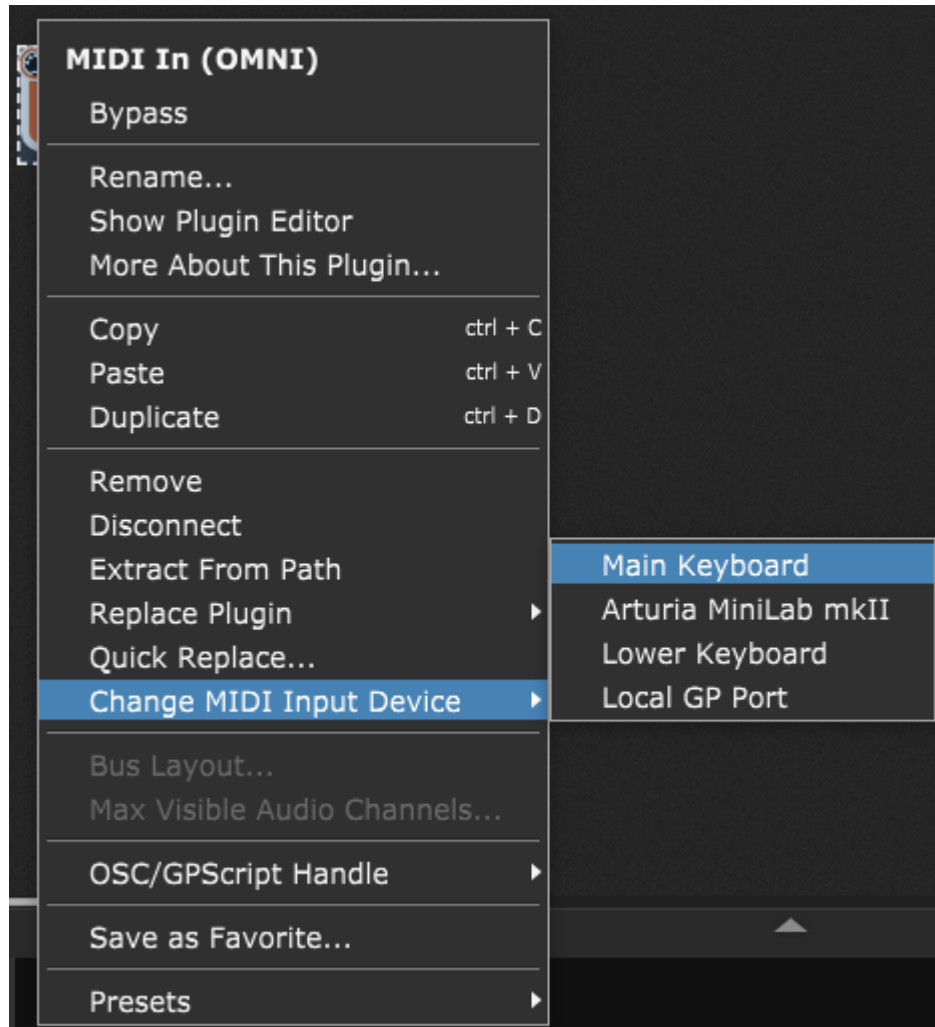 MIDI In (OMNI)
Bypass
Rename...
Show Plugin Editor
More About This Plugin...
Copy ctrl + C
Paste ctrl + V
Duplicate ctrl + D
Remove
Disconnect
Extract From Path
Replace Plugin
Quick Replace...
Change MIDI Input Device
Main Keyboard
Arturia MiniLab mkII
Lower Keyboard
Local GP Port
Bus Layout...
Max Visible Audio Channels...
OSC/GPScript Handle
Save as Favorite...
Presets